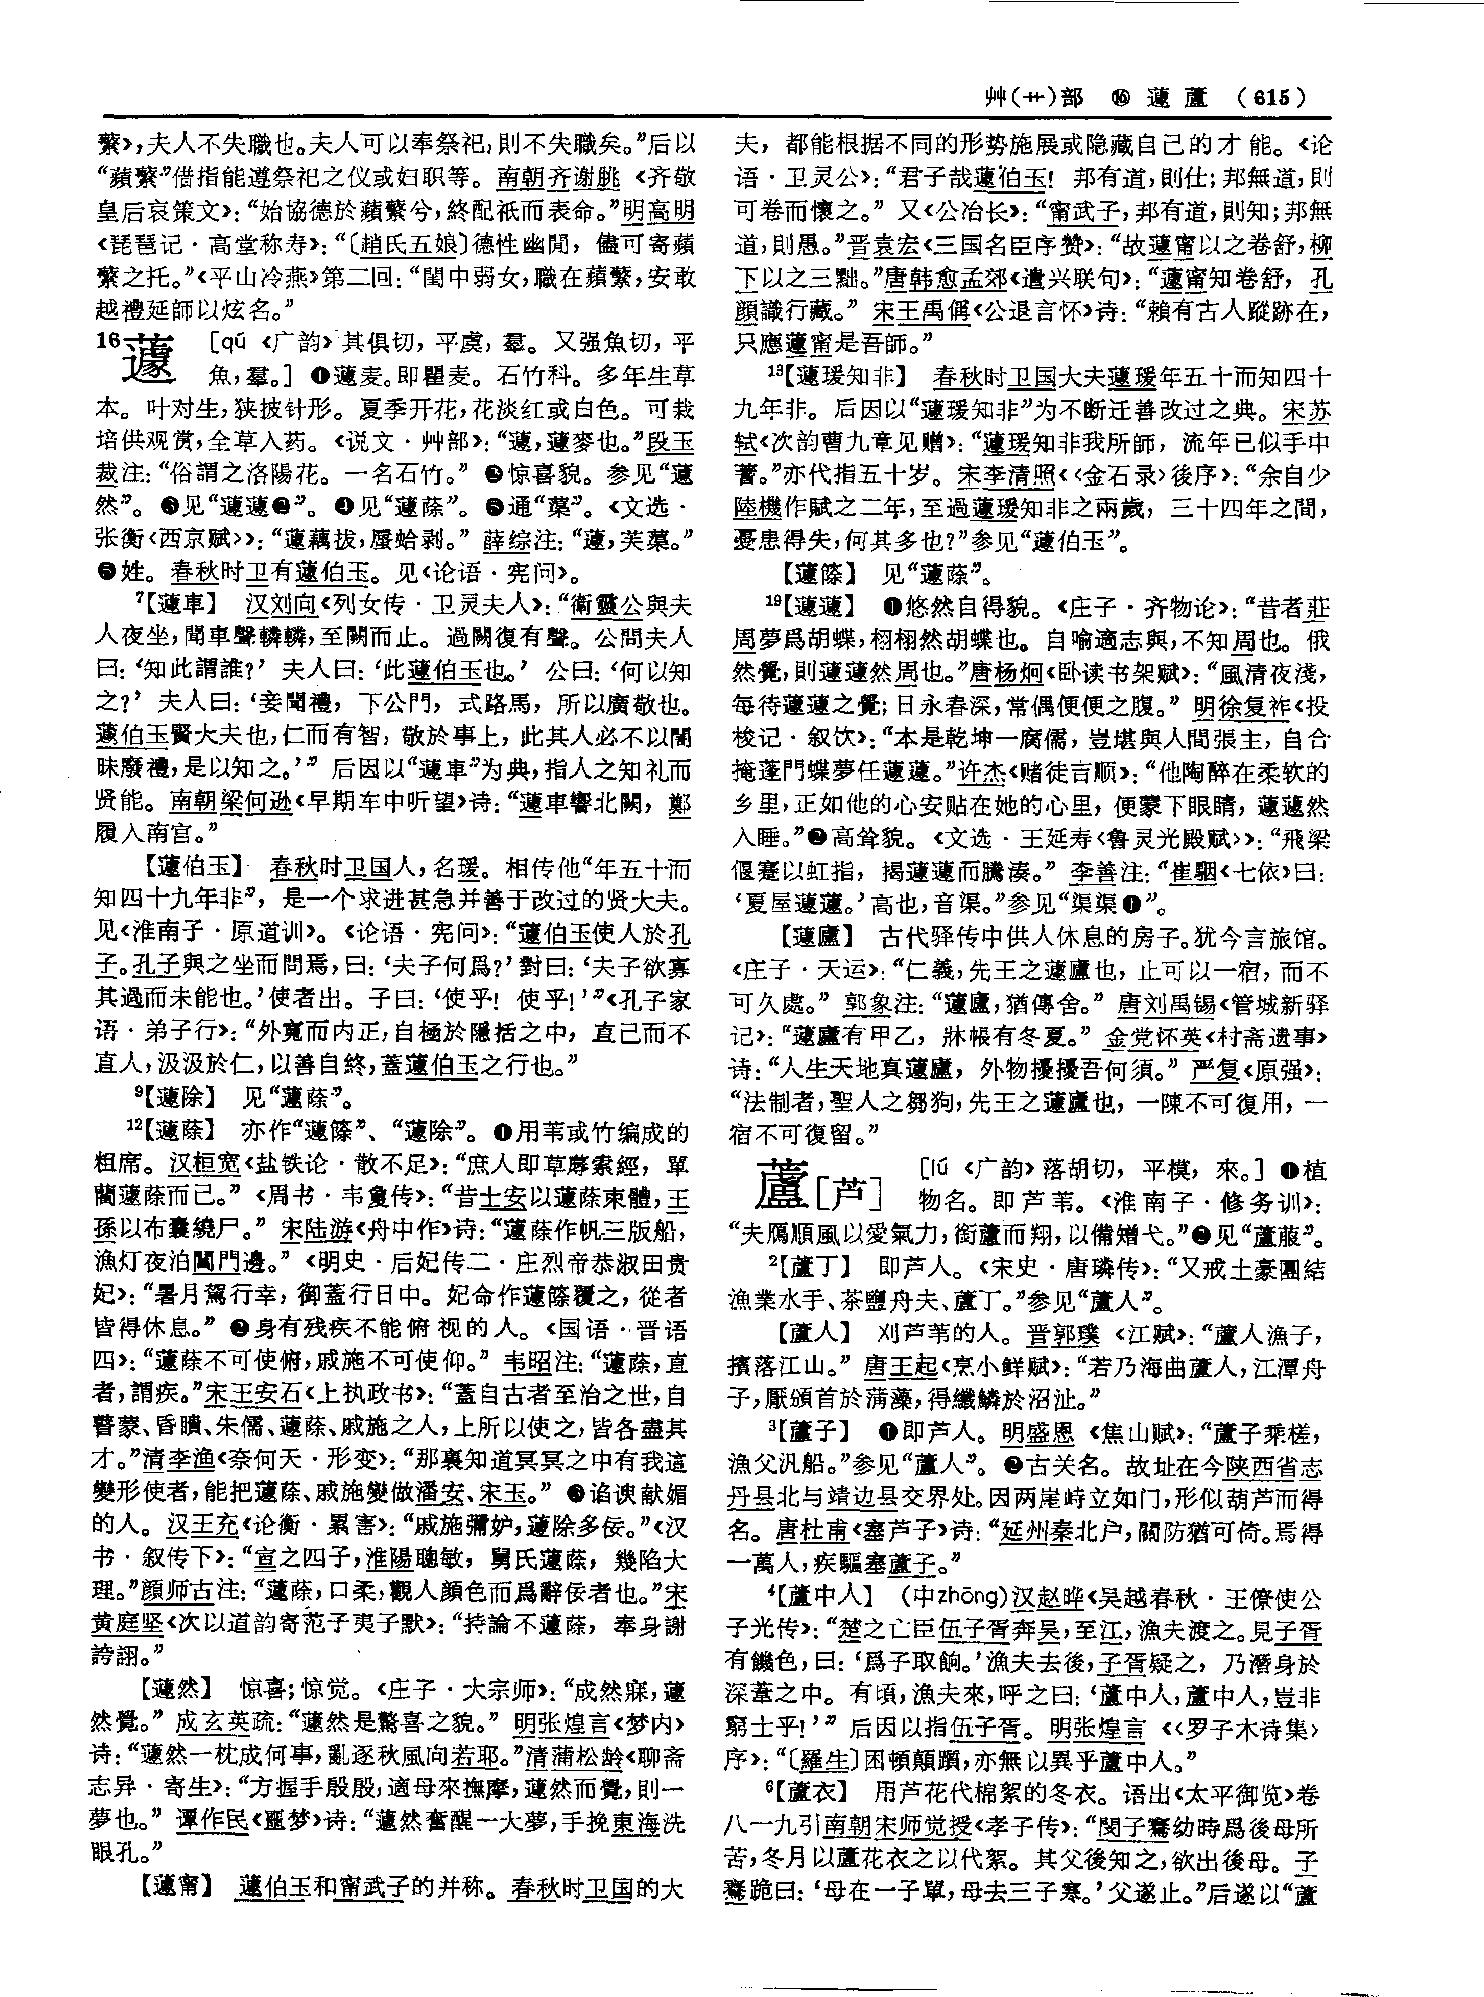 艸(艹)部 ⑯ 蘧 蘆 (615)
繁》，夫人不失職也。夫人可以奉祭祀，則不失職矣。”后以
“蘋繁”借指能遵祭祀之仪或妇职等。南朝齐谢朓《齐敬
皇后哀策文》：“始協德於蘋繁兮，終配祇而表命。”明高明
《琵琶记·高堂称寿》：“〔趙氏五娘〕德性幽閒，儘可寄蘋
繁之托。”《平山冷燕》第二回：“閨中弱女，職在蘋繁，安敢
越禮延師以炫名。”
16蘧 [qú 《广韵》其俱切，平虞，羣。又强魚切，平
魚，羣。] ❶蘧麦。即瞿麦。石竹科。多年生草
本。叶对生，狭披针形。夏季开花，花淡红或白色。可栽
培供观赏，全草入药。《说文·艸部》：“蘧，蘧麥也。”段玉
裁注：“俗謂之洛陽花。一名石竹。” ❷惊喜貌。参见“蘧
然”。❸见“蘧蘧❷”。❹见“蘧蒢”。❺通“蕖”。《文选·
张衡〈西京赋〉》：“蘧藕拔，蜃蛤剥。” 薛综注：“蘧，芙蕖。”
❻姓。春秋时卫有蘧伯玉。见《论语·宪问》。
7【蘧車】 汉刘向《列女传·卫灵夫人》：“衛靈公與夫
人夜坐，聞車聲轔轔，至闕而止。過闕復有聲。公問夫人
曰：‘知此謂誰？’ 夫人曰：‘此蘧伯玉也。’ 公曰：‘何以知
之？’ 夫人曰：‘妾聞禮，下公門，式路馬，所以廣敬也。
蘧伯玉賢大夫也，仁而有智，敬於事上，此其人必不以闇
昧廢禮，是以知之。’” 后因以“蘧車”为典，指人之知礼而
贤能。南朝梁何逊《早期车中听望》诗：“蘧車響北闕，鄭
履入南宫。”
【蘧伯玉】 春秋时卫国人，名瑗。相传他“年五十而
知四十九年非”，是一个求进甚急并善于改过的贤大夫。
见《淮南子·原道训》。《论语·宪问》：“蘧伯玉使人於孔
子。孔子與之坐而問焉，曰：‘夫子何爲？’對曰：‘夫子欲寡
其過而未能也。’使者出。子曰：‘使乎！使乎！’”《孔子家
语·弟子行》：“外寬而内正，自極於隱括之中，直己而不
直人，汲汲於仁，以善自終，蓋蘧伯玉之行也。”
9【蘧除】 见“蘧蒢”。
12【蘧蒢】 亦作“蘧篨”、“蘧除”。❶用苇或竹编成的
粗席。汉桓宽《盐铁论·散不足》：“庶人即草蓐索經，單
藺蘧蒢而已。”《周书·韦夐传》：“昔士安以蘧蒢束體，王
孫以布囊繞尸。” 宋陆游《舟中作》诗：“蘧蒢作帆三版船，
漁灯夜泊閶門邊。”《明史·后妃传二·庄烈帝恭淑田贵
妃》：“暑月駕行幸，御蓋行日中。妃命作蘧篨覆之，從者
皆得休息。” ❷身有残疾不能俯视的人。《国语·晋语
四》：“蘧蒢不可使俯，戚施不可使仰。” 韦昭注：“蘧蒢，直
者，謂疾。”宋王安石《上执政书》：“蓋自古者至治之世，自
瞽蒙、昏瞶、朱儒、蘧蒢、戚施之人，上所以使之，皆各盡其
才。”清李渔《奈何天·形变》：“那裏知道冥冥之中有我這
變形使者，能把蘧蒢、戚施變做潘安、宋玉。” ❸谄谀献媚
的人。汉王充《论衡·累害》：“戚施彌妒，蘧除多佞。”《汉
书·叙传下》：“宣之四子，淮陽聰敏，舅氏蘧蒢，幾陷大
理。”顔师古注：“蘧蒢，口柔，觀人顔色而爲辭佞者也。”宋
黄庭坚《次以道韵寄范子夷子默》：“持論不蘧蒢，奉身謝
誇詡。”
【蘧然】 惊喜；惊觉。《庄子·大宗师》：“成然寐，蘧
然覺。” 成玄英疏：“蘧然是驚喜之貌。” 明张煌言《梦内》
诗：“蘧然一枕成何事，亂逐秋風向若耶。”清蒲松龄《聊斋
志异·寄生》：“方握手殷殷，適母來撫摩，蘧然而覺，則一
夢也。” 谭作民《噩梦》诗：“蘧然奮醒一大夢，手挽東海洗
眼孔。”
【蘧甯】 蘧伯玉和甯武子的并称。春秋时卫国的大
夫，都能根据不同的形势施展或隐藏自己的才能。《论
语·卫灵公》：“君子哉蘧伯玉！邦有道，則仕；邦無道，則
可卷而懷之。” 又《公冶长》：“甯武子，邦有道，則知；邦無
道，則愚。”晋袁宏《三国名臣序赞》：“故蘧甯以之卷舒，柳
下以之三黜。”唐韩愈孟郊《遣兴联句》：“蘧甯知卷舒，孔
顔識行藏。” 宋王禹偁《公退言怀》诗：“賴有古人蹤跡在，
只應蘧甯是吾師。”
13【蘧瑗知非】 春秋时卫国大夫蘧瑗年五十而知四十
九年非。后因以“蘧瑗知非”为不断迁善改过之典。宋苏
轼《次韵曹九章见赠》：“蘧瑗知非我所師，流年已似手中
蓍。”亦代指五十岁。宋李清照《〈金石录〉後序》：“余自少
陸機作賦之二年，至過蘧瑗知非之兩歲，三十四年之間，
憂患得失，何其多也？”参见“蘧伯玉”。
【蘧篨】 见“蘧蒢”。
19【蘧蘧】 ❶悠然自得貌。《庄子·齐物论》：“昔者莊
周夢爲胡蝶，栩栩然胡蝶也。自喻適志與，不知周也。俄
然覺，則蘧蘧然周也。”唐杨炯《卧读书架赋》：“風清夜淺，
每待蘧蘧之覺；日永春深，常偶便便之腹。” 明徐复祚《投
梭记·叙饮》：“本是乾坤一腐儒，豈堪與人間張主，自合
掩蓬門蝶夢任蘧蘧。”许杰《赌徒吉顺》：“他陶醉在柔软的
乡里，正如他的心安贴在她的心里，便蒙下眼睛，蘧蘧然
入睡。”❷高耸貌。《文选·王延寿〈鲁灵光殿赋〉》：“飛梁
偃蹇以虹指，揭蘧蘧而騰湊。” 李善注：“崔駰《七依》曰：
‘夏屋蘧蘧。’高也，音渠。”参见“渠渠❶”。
【蘧廬】 古代驿传中供人休息的房子。犹今言旅馆。
《庄子·天运》：“仁義，先王之蘧廬也，止可以一宿，而不
可久處。” 郭象注：“蘧廬，猶傳舍。” 唐刘禹锡《管城新驿
记》：“蘧廬有甲乙，牀帳有冬夏。” 金党怀英《村斋遗事》
诗：“人生天地真蘧廬，外物擾擾吾何須。” 严复《原强》：
“法制者，聖人之芻狗，先王之蘧廬也，一陳不可復用，一
宿不可復留。”
蘆[芦] [lú 《广韵》落胡切，平模，來。] ❶植
物名。即芦苇。《淮南子·修务训》：
“夫鴈順風以愛氣力，銜蘆而翔，以備矰弋。”❷见“蘆菔”。
2【蘆丁】 即芦人。《宋史·唐璘传》：“又戒土豪團結
漁業水手、茶鹽舟夫、蘆丁。”参见“蘆人”。
【蘆人】 刈芦苇的人。晋郭璞《江赋》：“蘆人漁子，
擯落江山。” 唐王起《烹小鲜赋》：“若乃海曲蘆人，江潭舟
子，厭頒首於蒲藻，得纖鱗於沼沚。”
3【蘆子】 ❶即芦人。明盛恩《焦山赋》：“蘆子乘槎，
漁父汎船。”参见“蘆人”。❷古关名。故址在今陕西省志
丹县北与靖边县交界处。因两崖峙立如门，形似葫芦而得
名。唐杜甫《塞芦子》诗：“延州秦北户，關防猶可倚。焉得
一萬人，疾驅塞蘆子。”
4【蘆中人】 (中zhōng)汉赵晔《吴越春秋·王僚使公
子光传》：“楚之亡臣伍子胥奔吴，至江，漁夫渡之。見子胥
有饑色，曰：‘爲子取餉。’漁夫去後，子胥疑之，乃潛身於
深葦之中。有頃，漁夫來，呼之曰：‘蘆中人，蘆中人，豈非
窮士乎！’” 后因以指伍子胥。明张煌言《〈罗子木诗集〉
序》：“〔羅生〕困頓顛躓，亦無以異乎蘆中人。”
6【蘆衣】 用芦花代棉絮的冬衣。语出《太平御览》卷
八一九引南朝宋师觉授《孝子传》：“閔子騫幼時爲後母所
苦，冬月以蘆花衣之以代絮。其父後知之，欲出後母。子
騫跪曰：‘母在一子單，母去三子寒。’父遂止。”后遂以“蘆